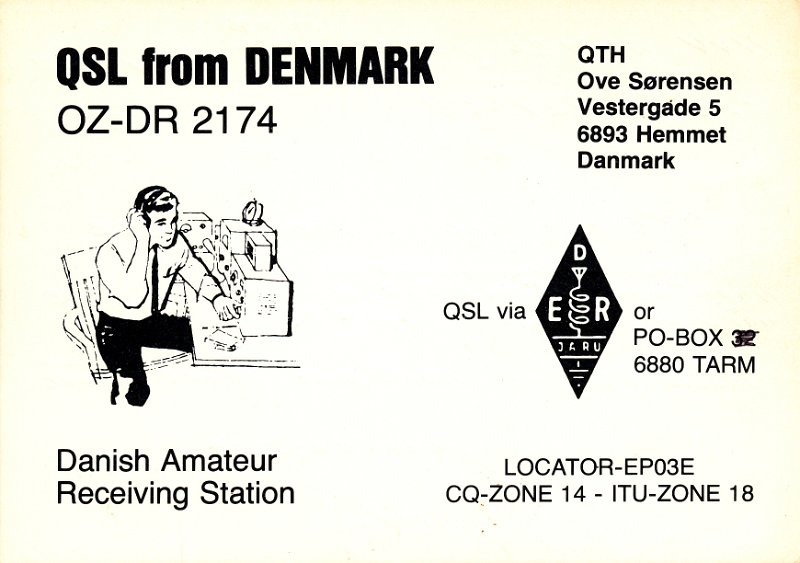 QSL from DENMARK
OZ-DR 2174
QTH
Ove Sørensen
Vestergade 5
6893 Hemmet
Danmark
QSL via
D
E R
IARU
or
PO-BOX
6880 TARM
Danish Amateur
Receiving Station
LOCATOR-EP03E
CQ-ZONE 14 - ITU-ZONE 18